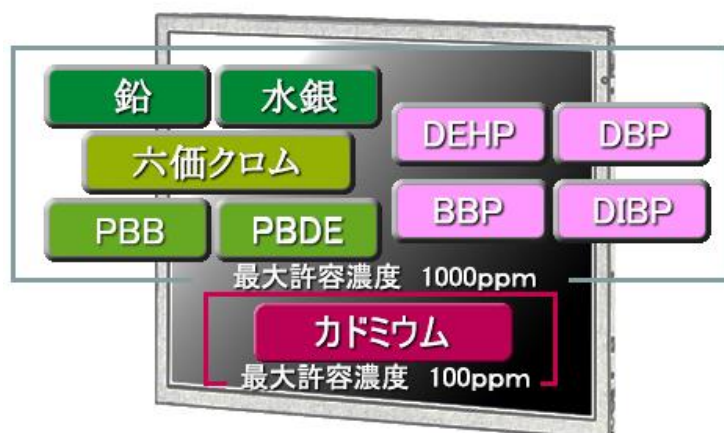 鉛
水銀
六価クロム
PBB
PBDE
DEHP
DBP
BBP
DIBP
最大許容濃度 1000ppm
カドミウム
最大許容濃度 100ppm